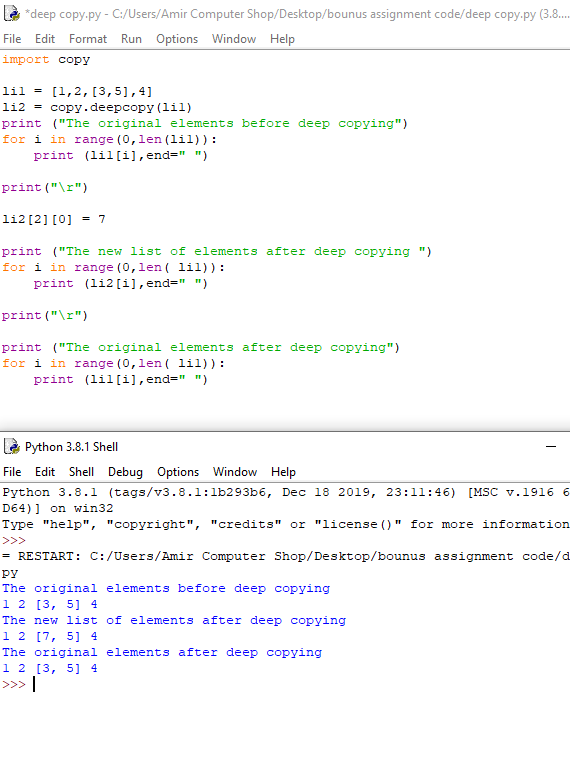 *deep copy.py - C:/Users/Amir Computer Shop/Desktop/bounus assignment code/deep copy.py (3.8....
File Edit Format Run Options Window Help
import copy
li1 = [1,2,[3,5],4]
li2 = copy.deepcopy(li1)
print ("The original elements before deep copying")
for i in range(0,len(li1)):
    print (li1[i],end=" ")
print("\r")
li2[2][0] = 7
print ("The new list of elements after deep copying ")
for i in range(0,len( li1)):
    print (li2[i],end=" ")
print("\r")
print ("The original elements after deep copying")
for i in range(0,len( li1)):
    print (li1[i],end=" ")
Python 3.8.1 Shell
File Edit Shell Debug Options Window Help
Python 3.8.1 (tags/v3.8.1:1b293b6, Dec 18 2019, 23:11:46) [MSC v.1916 6
D64)] on win32
Type "help", "copyright", "credits" or "license()" for more information
>>>
= RESTART: C:/Users/Amir Computer Shop/Desktop/bounus assignment code/d
py
The original elements before deep copying
1 2 [3, 5] 4
The new list of elements after deep copying
1 2 [7, 5] 4
The original elements after deep copying
1 2 [3, 5] 4
>>>